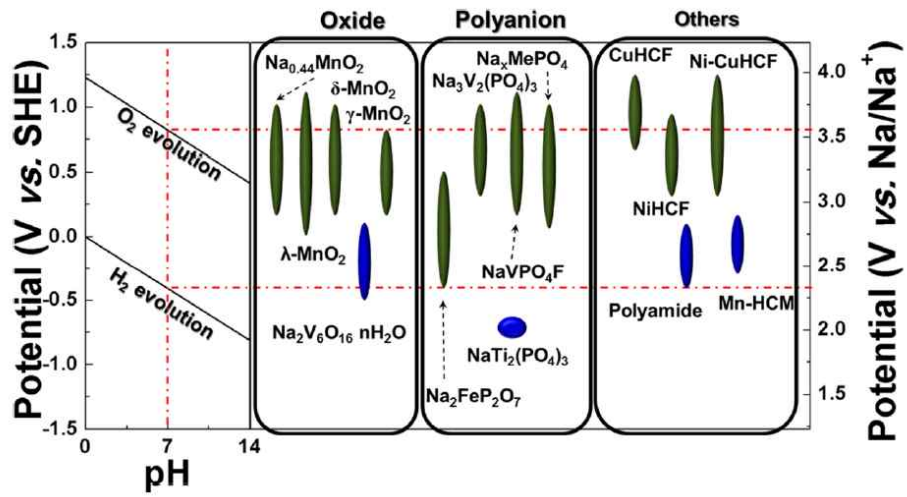 Oxide
Polyanion
Others
1.5
1.0
0.5
0.0
-0.5
-1.0
-1.5
Potential (V vs. SHE)
O2 evolution
H2 evolution
0
7
14
pH
Na0.44MnO2
δ-MnO2
γ-MnO2
λ-MnO2
Na2V6O16 nH2O
NaxMePO4
Na3V2(PO4)3
NaVPO4F
NaTi2(PO4)3
Na2FeP2O7
CuHCF
Ni-CuHCF
NiHCF
Polyamide
Mn-HCM
4.0
3.5
3.0
2.5
2.0
1.5
Potential (V vs. Na/Na+)